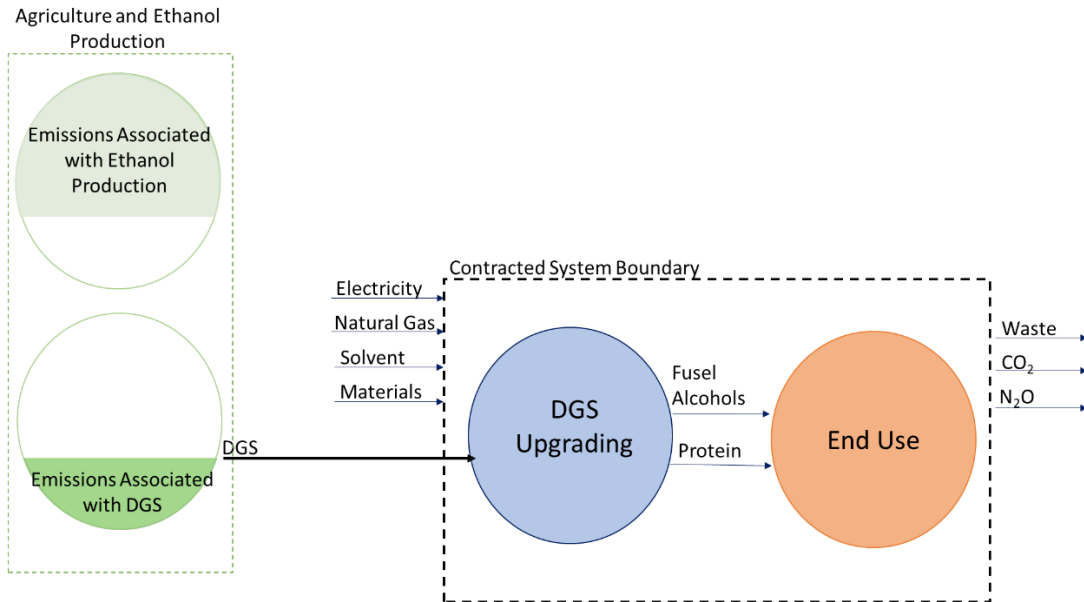 Agriculture and Ethanol
Production
Emissions Associated
with Ethanol
Production
Emissions Associated
with DGS
DGS
Electricity
Natural Gas
Solvent
Materials
Contracted System Boundary
DGS
Upgrading
Fusel
Alcohols
Protein
End Use
Waste
CO₂
N₂O